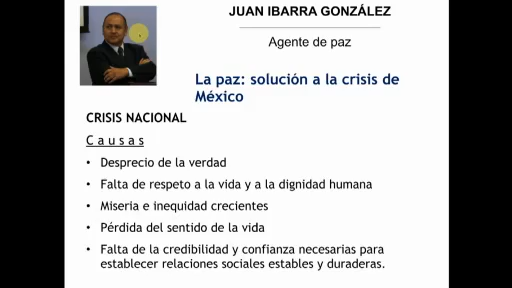 JUAN IBARRA GONZÁLEZ
Agente de paz
La paz: solución a la crisis de
México
CRISIS NACIONAL
C a u s a s
• Desprecio de la verdad
• Falta de respeto a la vida y a la dignidad humana
• Miseria e inequidad crecientes
• Pérdida del sentido de la vida
• Falta de la credibilidad y confianza necesarias para
establecer relaciones sociales estables y duraderas.